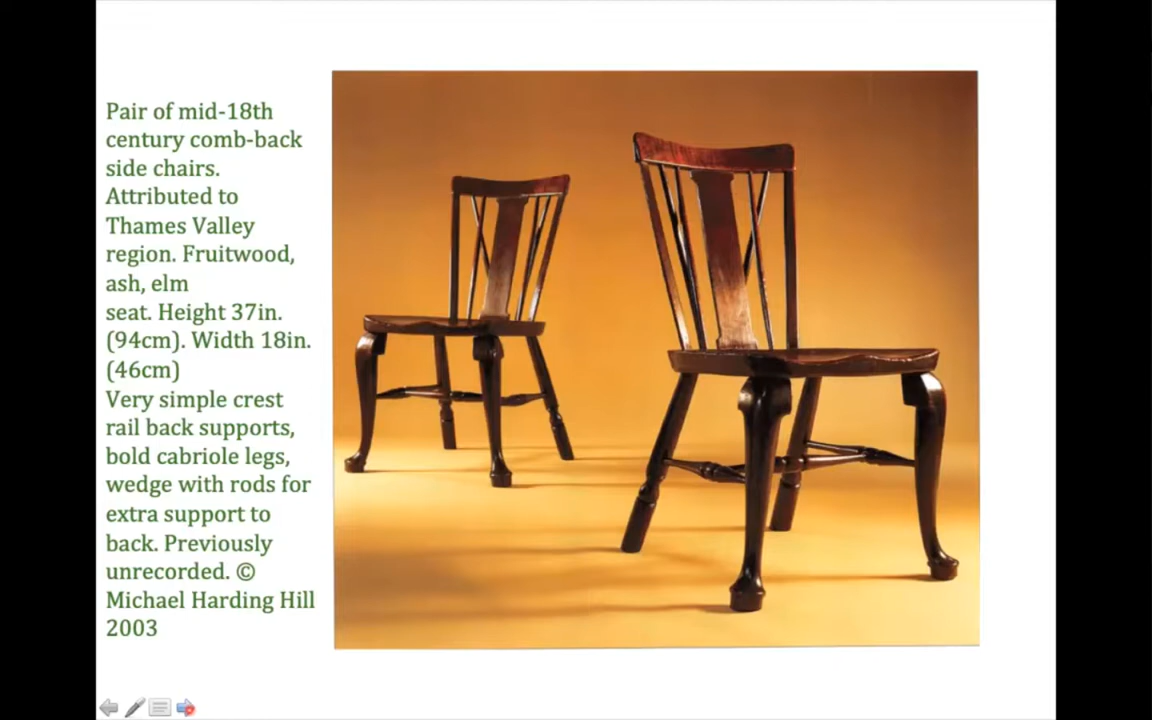 Pair of mid-18th
century comb-back
side chairs.
Attributed to
Thames Valley
region. Fruitwood,
ash, elm
seat. Height 37in.
(94cm). Width 18in.
(46cm)
Very simple crest
rail back supports,
bold cabriole legs,
wedge with rods for
extra support to
back. Previously
unrecorded. ©
Michael Harding Hill
2003